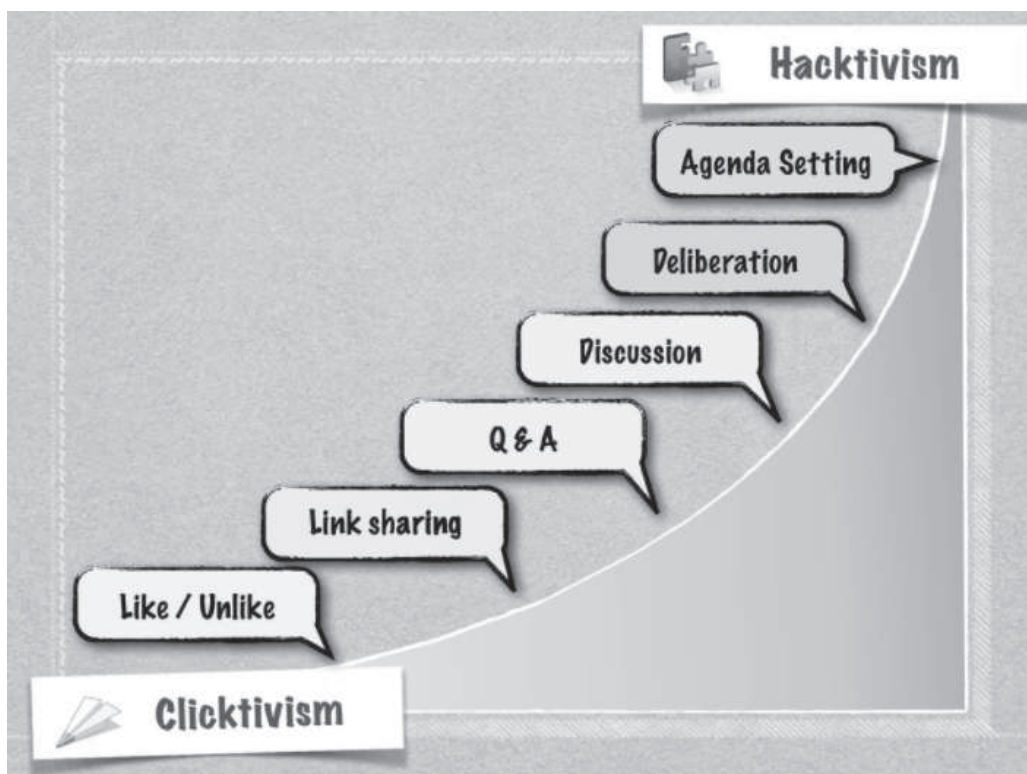 Hacktivism
Agenda Setting
Deliberation
Discussion
Q & A
Link sharing
Like / Unlike
Clicktivism